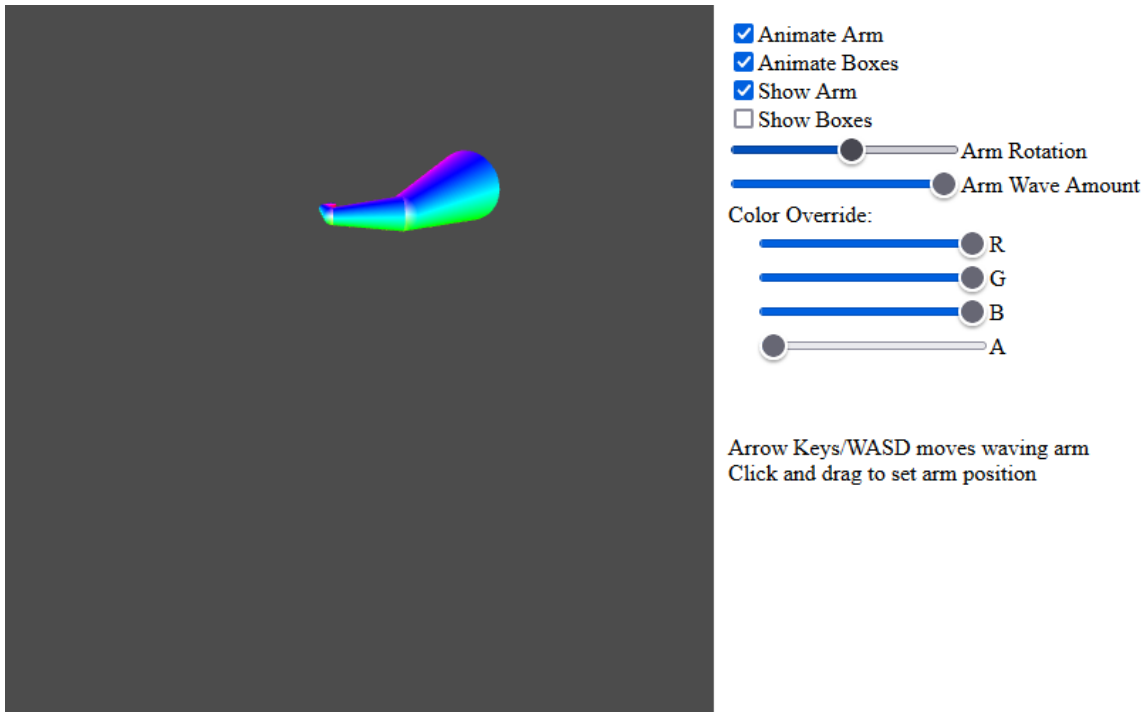 Animate Arm
Animate Boxes
Show Arm
Show Boxes
Arm Rotation
Arm Wave Amount
Color Override:
R
G
B
A
Arrow Keys/WASD moves waving arm
Click and drag to set arm position